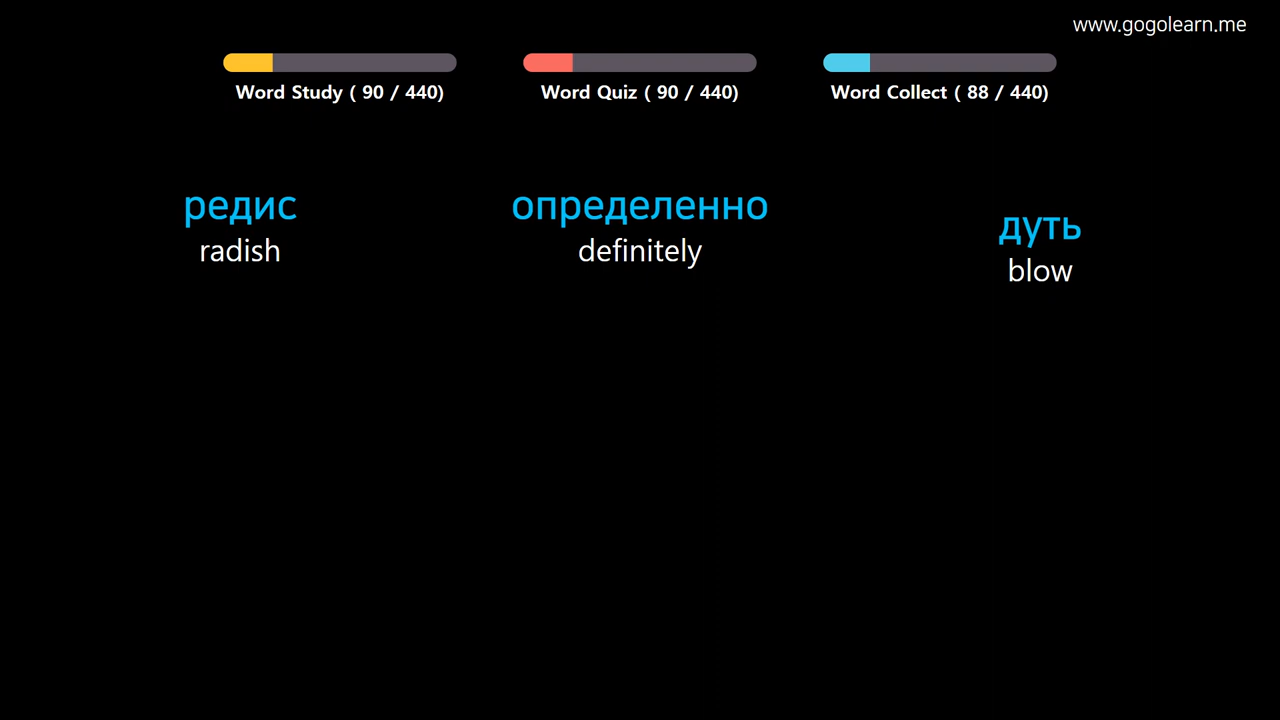 www.gogolearn.me
Word Study ( 90 / 440)
Word Quiz ( 90 / 440)
Word Collect ( 88 / 440)
редис
radish
определенно
definitely
дуть
blow